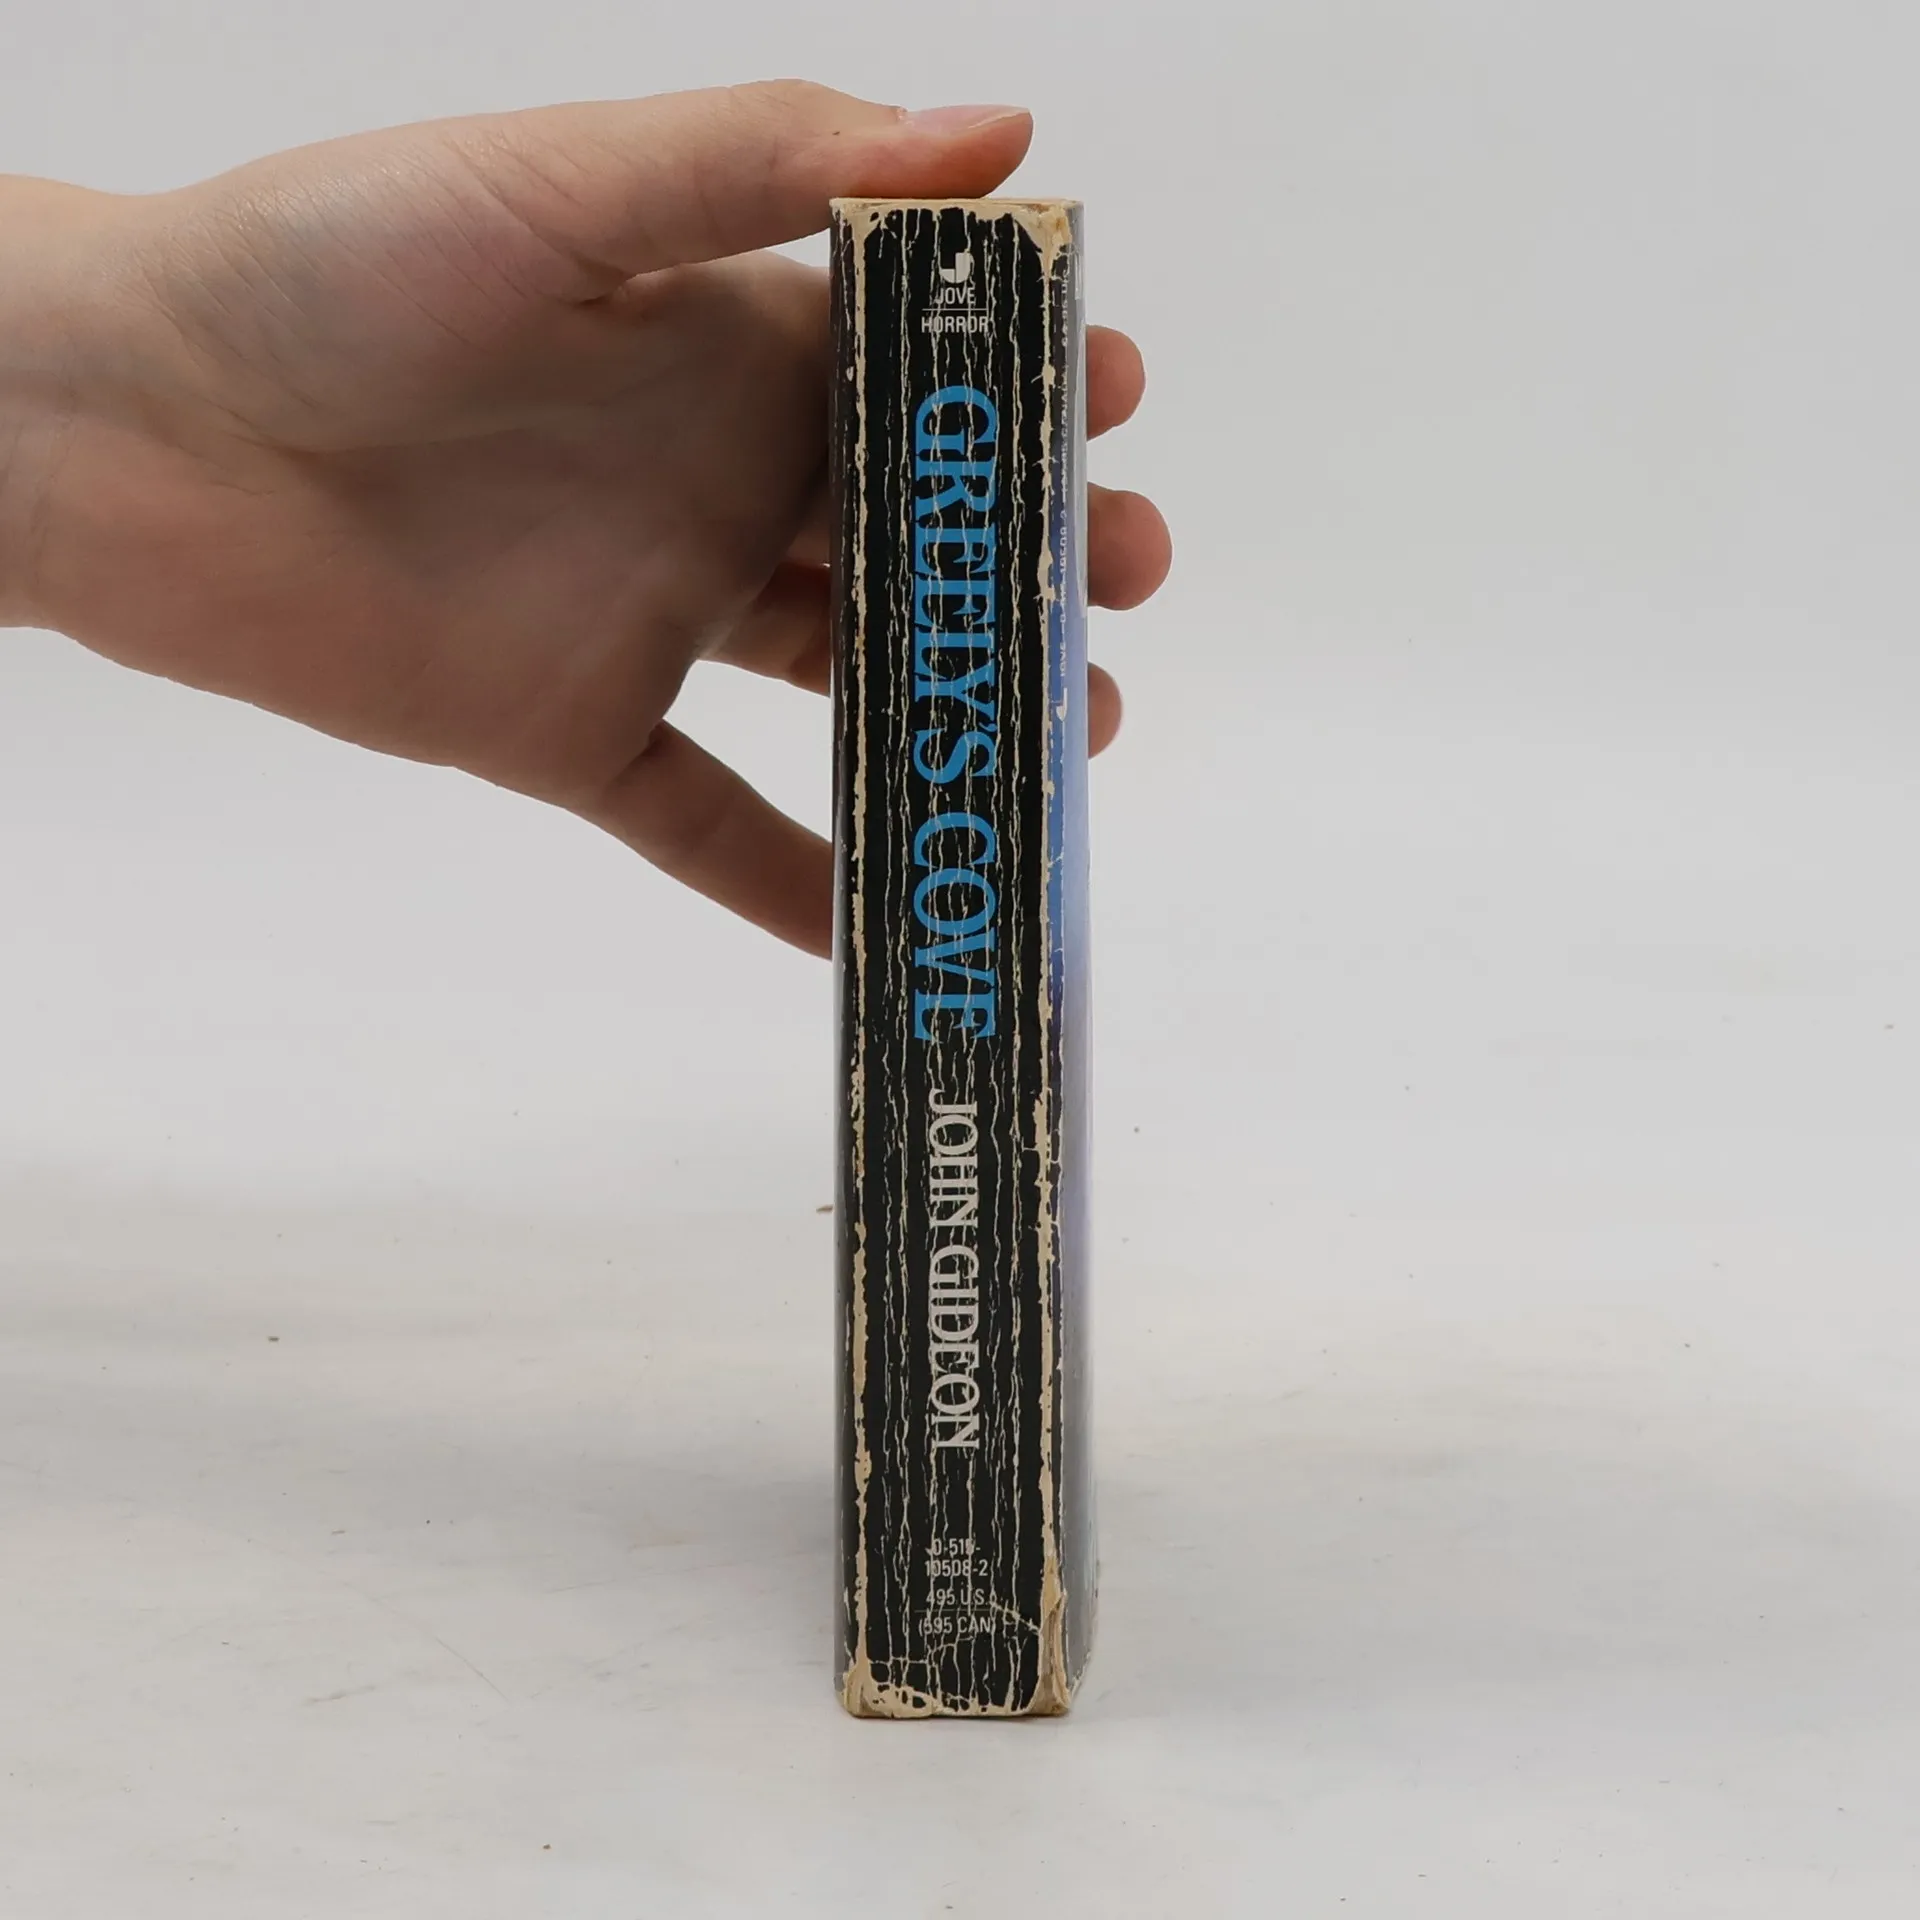 JOVE
HORROR
GREELY'S COVE
JOHN GIDEON
0-515-
10508-2
495 U.S.
(595 CAN)